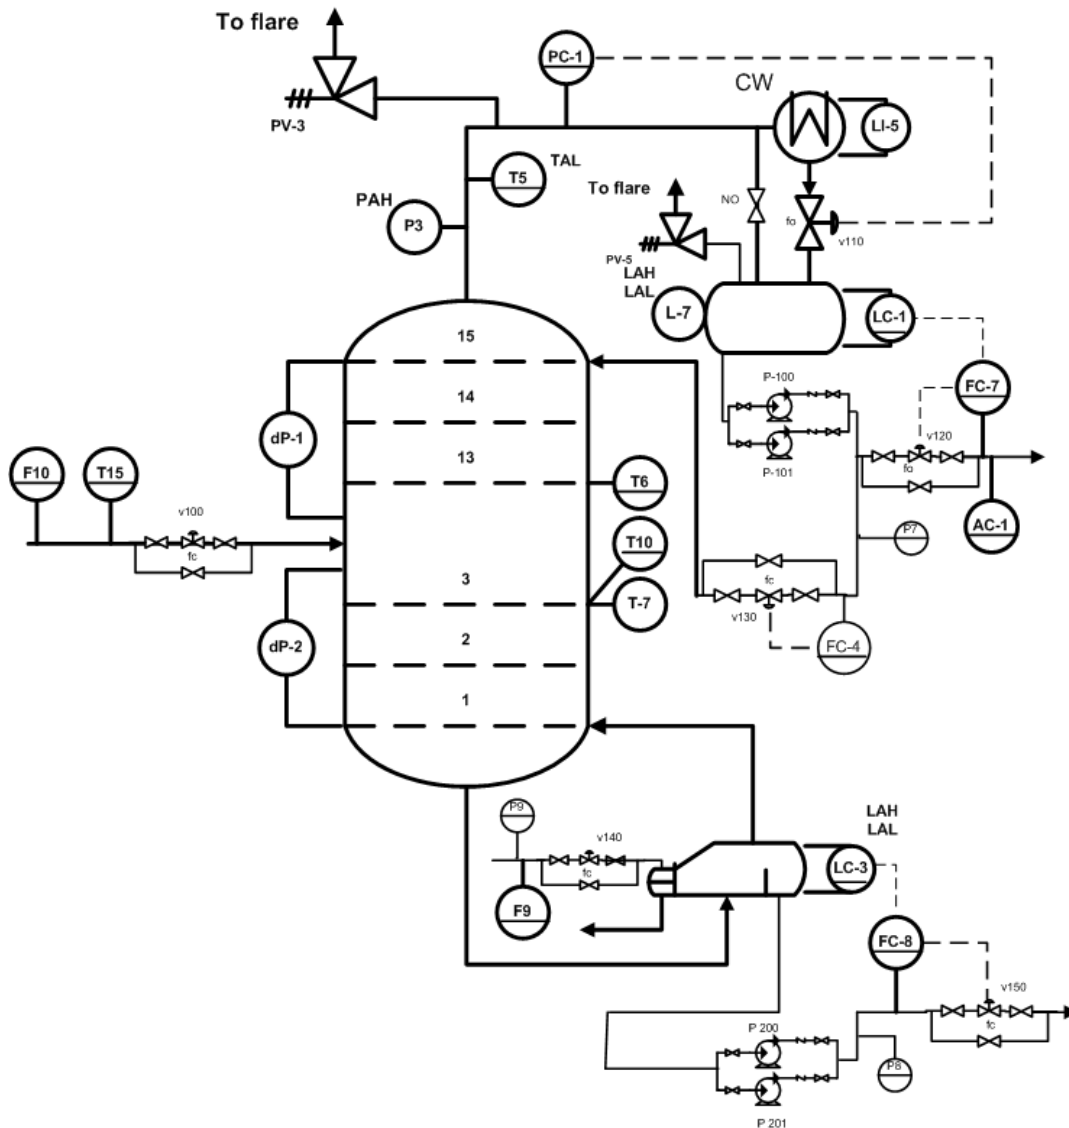 To flare
PC-1
CW
PV-3
LI-5
T5
TAL
PAH
P3
To flare
NO
fo
v110
PV-5
LAH
LAL
L-7
LC-1
15
14
13
dP-1
P-100
P-101
FC-7
v120
fo
AC-1
F10
T15
v100
fc
T6
T10
T-7
P7
3
2
1
dP-2
fc
v130
FC-4
P9
v140
fc
F9
LAH
LAL
LC-3
FC-8
v150
fc
P 200
P 201
P8